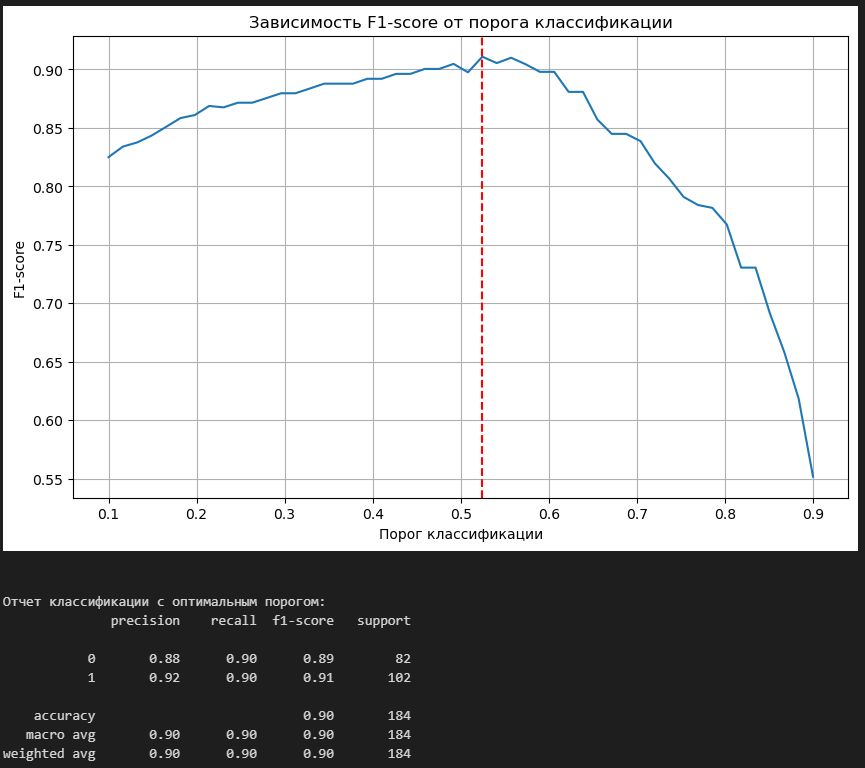 Зависимость F1-score от порога классификации
0.90
0.85
0.80
0.75
0.70
0.65
0.60
0.55
F1-score
0.1 0.2 0.3 0.4 0.5 0.6 0.7 0.8 0.9
Порог классификации
Отчет классификации с оптимальным порогом:
precision recall f1-score support
0 0.88 0.90 0.89 82
1 0.92 0.90 0.91 102
accuracy 0.90 184
macro avg 0.90 0.90 0.90 184
weighted avg 0.90 0.90 0.90 184